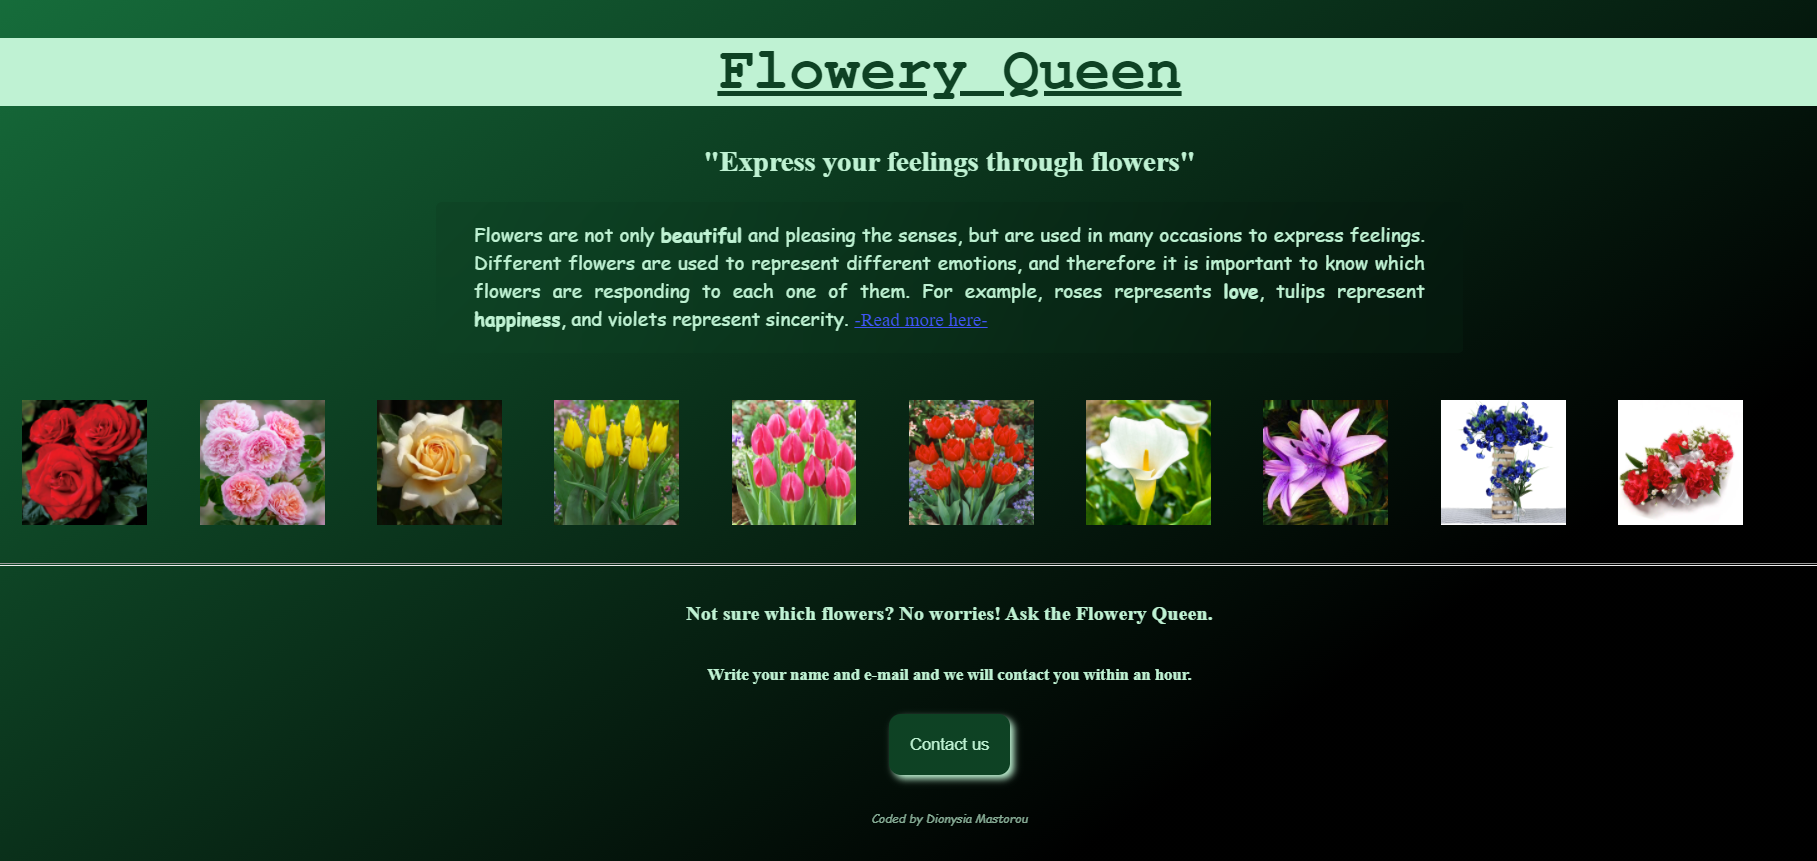 Flowery Queen
"Express your feelings through flowers"
Flowers are not only beautiful and pleasing the senses, but are used in many occasions to express feelings.
Different flowers are used to represent different emotions, and therefore it is important to know which
flowers are responding to each one of them. For example, roses represents love, tulips represent
happiness, and violets represent sincerity. -Read more here-
Not sure which flowers? No worries! Ask the Flowery Queen.
Write your name and e-mail and we will contact you within an hour.
Contact us
Coded by Dionysia Mastorou